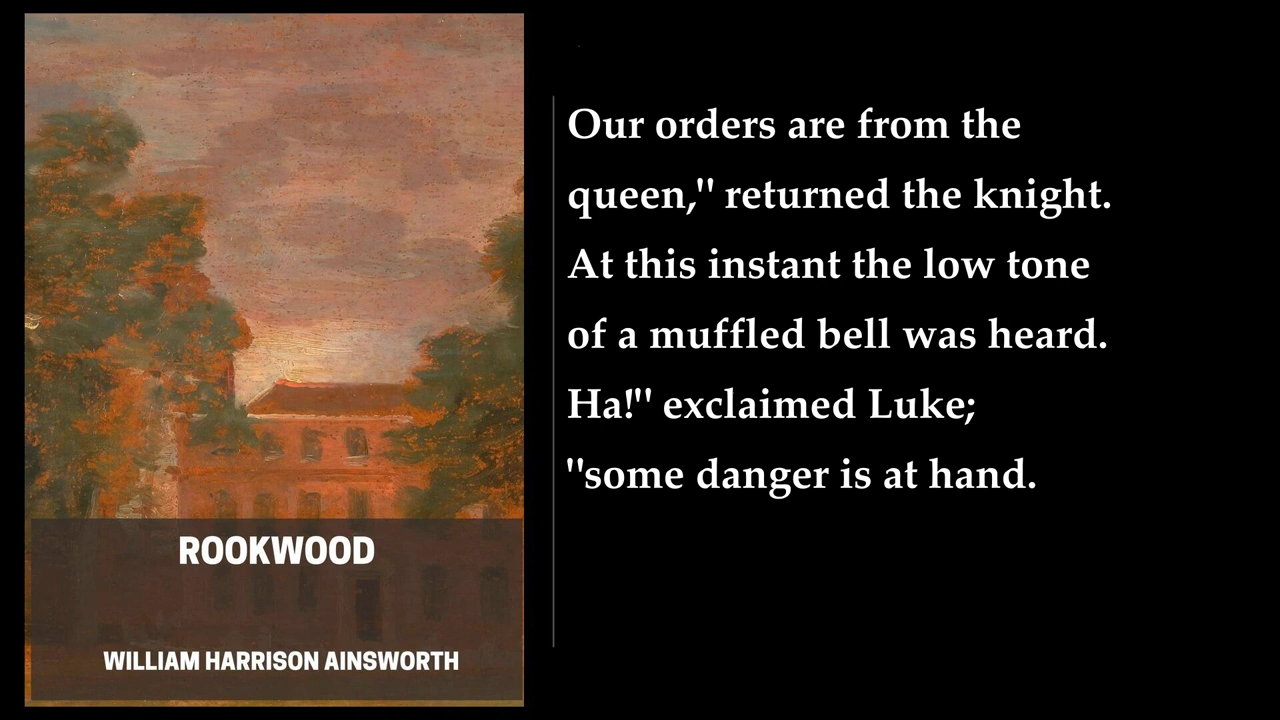 Our orders are from the
queen," returned the knight.
At this instant the low tone
of a muffled bell was heard.
Ha!" exclaimed Luke;
"some danger is at hand.
ROOKWOOD
WILLIAM HARRISON AINSWORTH